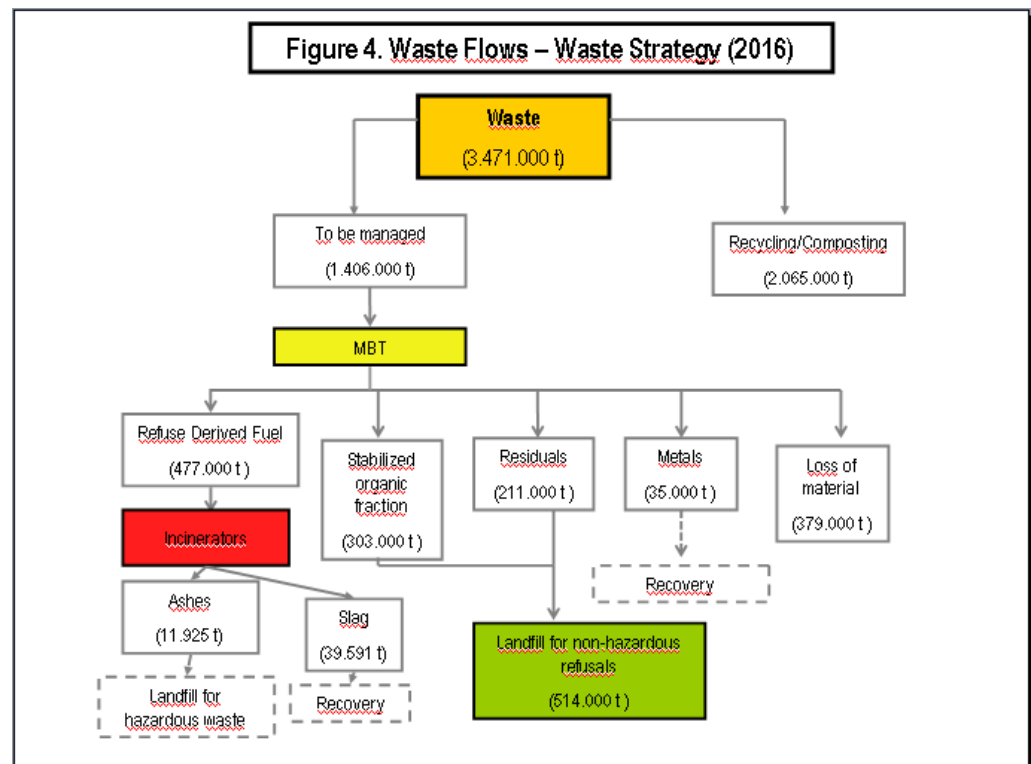 Figure 4. Waste Flows – Waste Strategy (2016)
Waste
(3.471.000 t)
To be managed
(1.406.000 t)
Recycling/Composting
(2.065.000 t)
MBT
Refuse Derived Fuel
(477.000 t )
Stabilized
organic
fraction
(303.000 t )
Residuals
(211.000 t )
Metals
(35.000 t )
Loss of
material
(379.000 t )
Incinerators
Recovery
Ashes
(11.925 t)
Slag
(39.591 t)
Landfill for non-hazardous
refusals
(514.000 t )
Landfill for
hazardous waste
Recovery